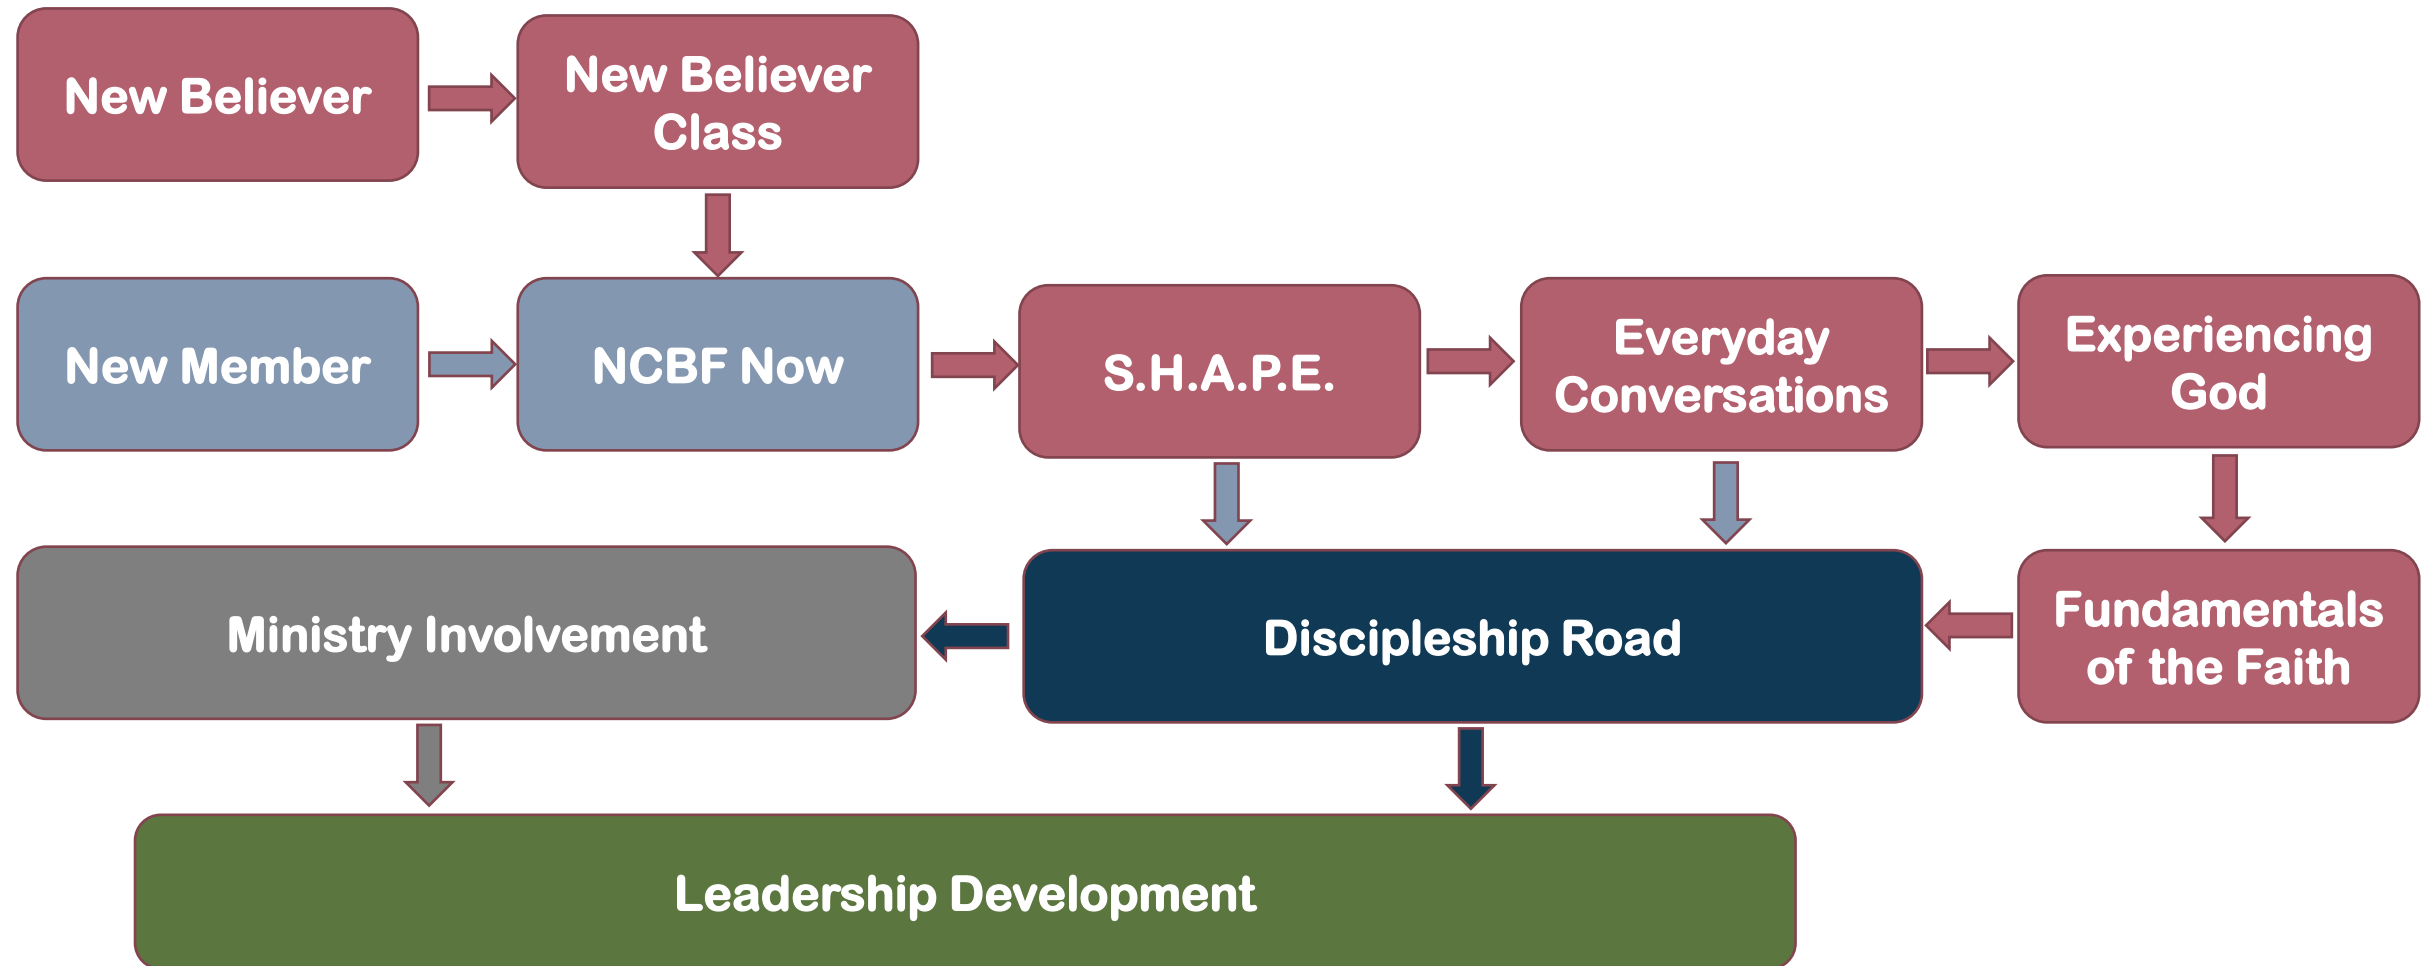 New Believer
New Believer
Class
New Member
NCBF Now
S.H.A.P.E.
Everyday
Conversations
Experiencing
God
Ministry Involvement
Discipleship Road
Fundamentals
of the Faith
Leadership Development